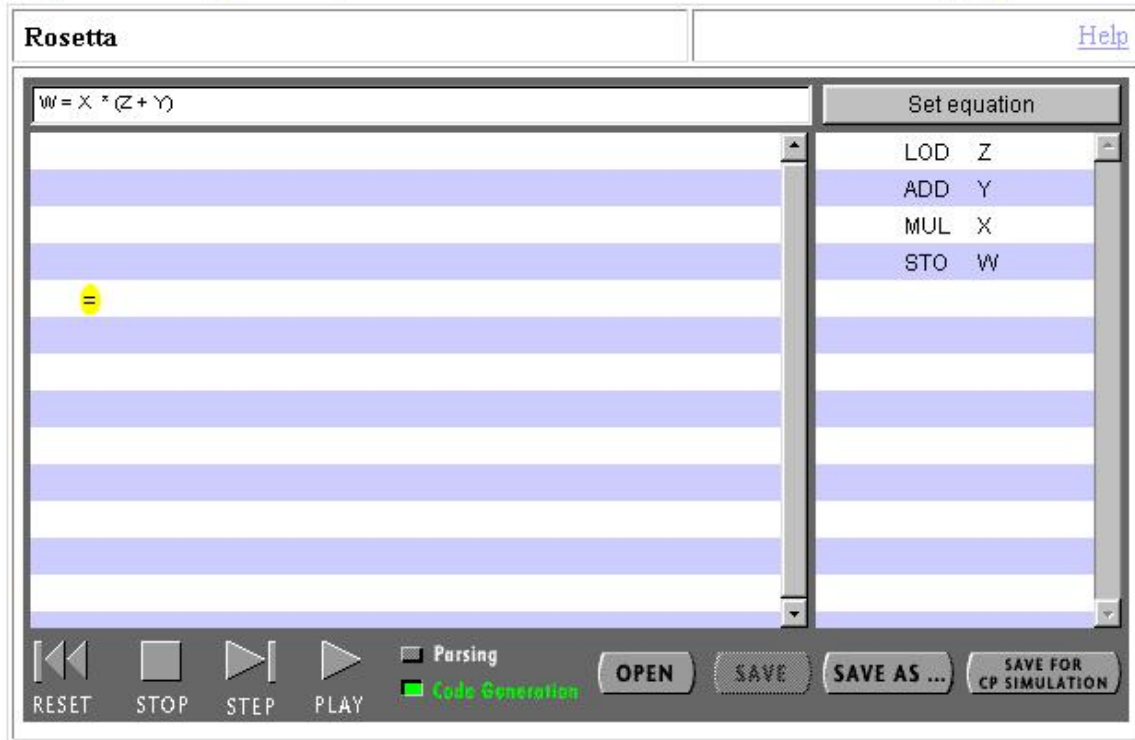 Rosetta
Help
W = X * (Z + Y)
Set equation
LOD Z
ADD Y
MUL X
STO W
=
Parsing
Code Generation
RESET
STOP
STEP
PLAY
OPEN
SAVE
SAVE AS ...
SAVE FOR
CP SIMULATION